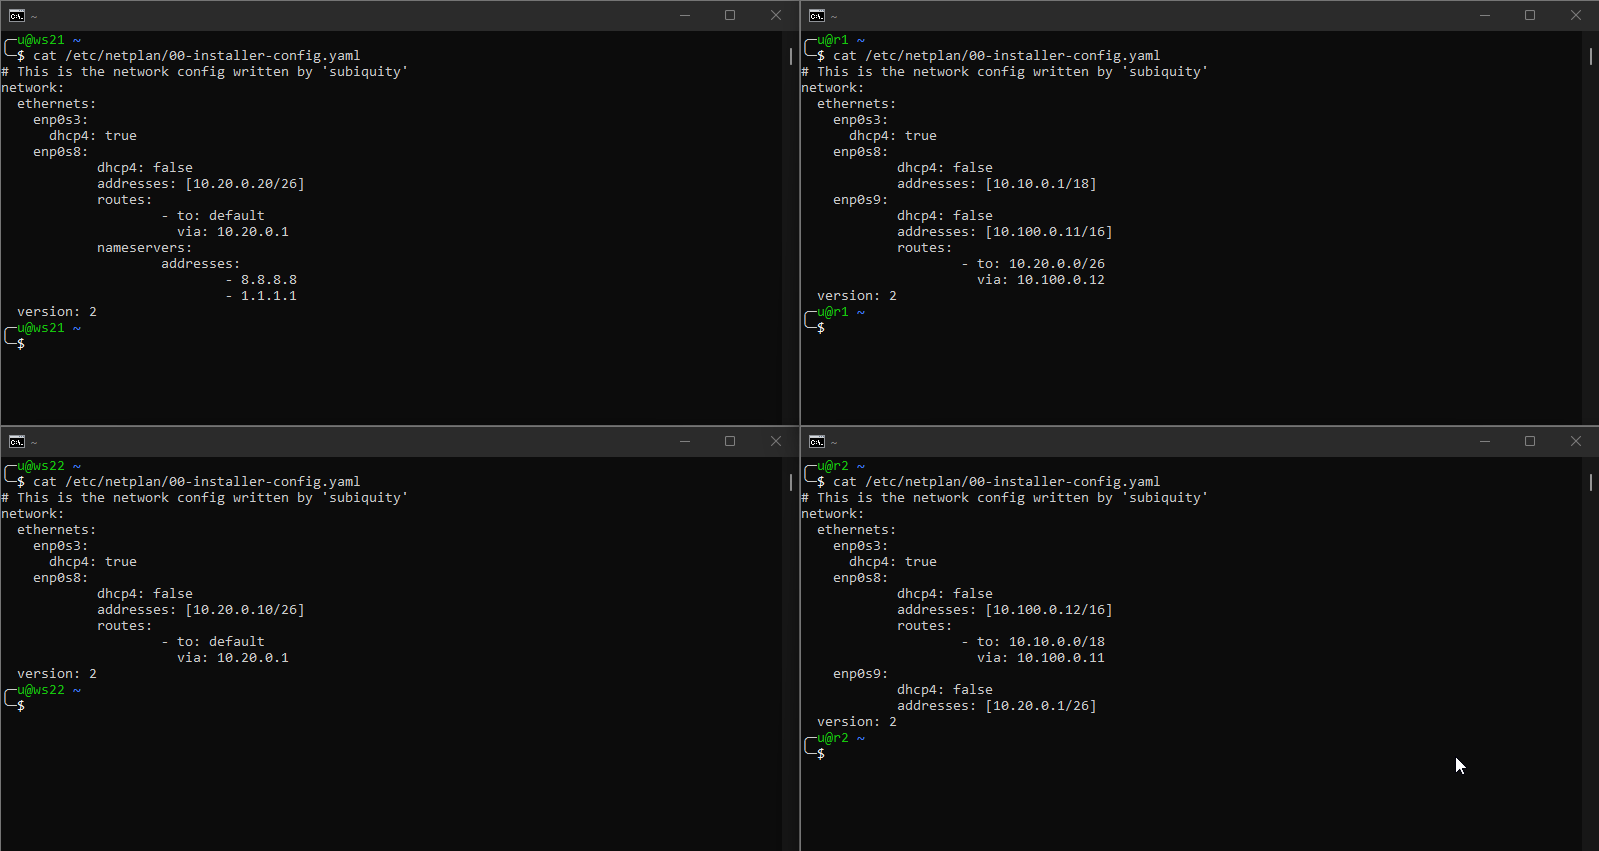 ~
u@ws21 ~
$ cat /etc/netplan/00-installer-config.yaml
# This is the network config written by 'subiquity'
network:
  ethernets:
    enp0s3:
      dhcp4: true
    enp0s8:
            dhcp4: false
            addresses: [10.20.0.20/26]
            routes:
                    - to: default
                      via: 10.20.0.1
            nameservers:
                    addresses:
                            - 8.8.8.8
                            - 1.1.1.1
  version: 2
u@ws21 ~
$
~
u@r1 ~
$ cat /etc/netplan/00-installer-config.yaml
# This is the network config written by 'subiquity'
network:
  ethernets:
    enp0s3:
      dhcp4: true
    enp0s8:
            dhcp4: false
            addresses: [10.10.0.1/18]
    enp0s9:
            dhcp4: false
            addresses: [10.100.0.11/16]
            routes:
                    - to: 10.20.0.0/26
                      via: 10.100.0.12
  version: 2
u@r1 ~
$
~
u@ws22 ~
$ cat /etc/netplan/00-installer-config.yaml
# This is the network config written by 'subiquity'
network:
  ethernets:
    enp0s3:
      dhcp4: true
    enp0s8:
            dhcp4: false
            addresses: [10.20.0.10/26]
            routes:
                    - to: default
                      via: 10.20.0.1
  version: 2
u@ws22 ~
$
~
u@r2 ~
$ cat /etc/netplan/00-installer-config.yaml
# This is the network config written by 'subiquity'
network:
  ethernets:
    enp0s3:
      dhcp4: true
    enp0s8:
            dhcp4: false
            addresses: [10.100.0.12/16]
            routes:
                    - to: 10.10.0.0/18
                      via: 10.100.0.11
    enp0s9:
            dhcp4: false
            addresses: [10.20.0.1/26]
  version: 2
u@r2 ~
$